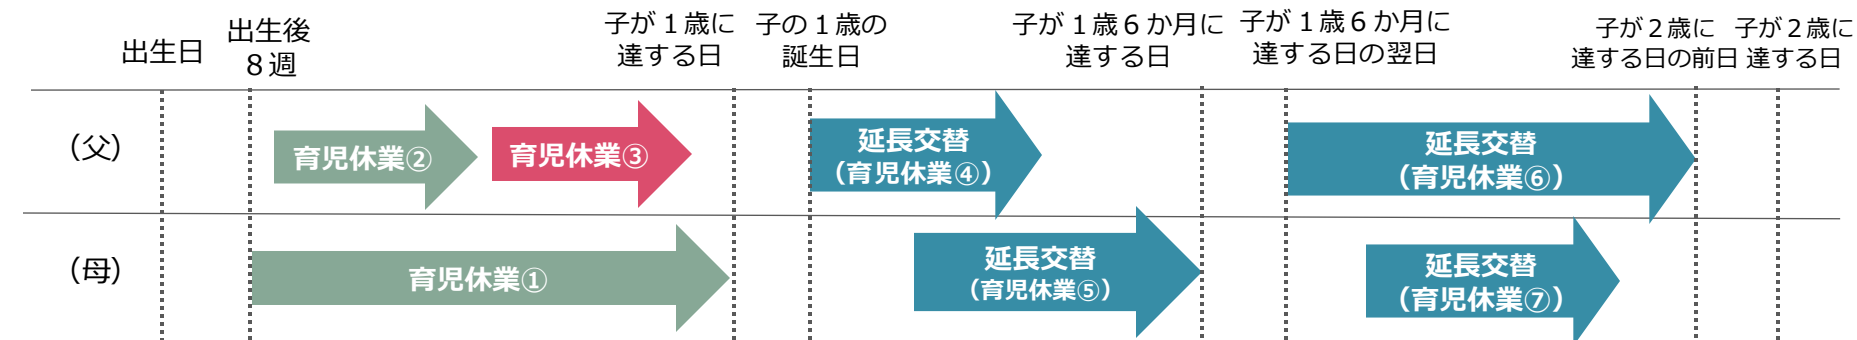 出生日
出生後
８週
子が１歳に
達する日
子の１歳の
誕生日
子が１歳６か月に
達する日
子が１歳６か月に
達する日の翌日
子が２歳に
達する日の前日
子が２歳に
達する日
（父）
育児休業②
育児休業③
延長交替
（育児休業④）
延長交替
（育児休業⑥）
（母）
育児休業①
延長交替
（育児休業⑤）
延長交替
（育児休業⑦）